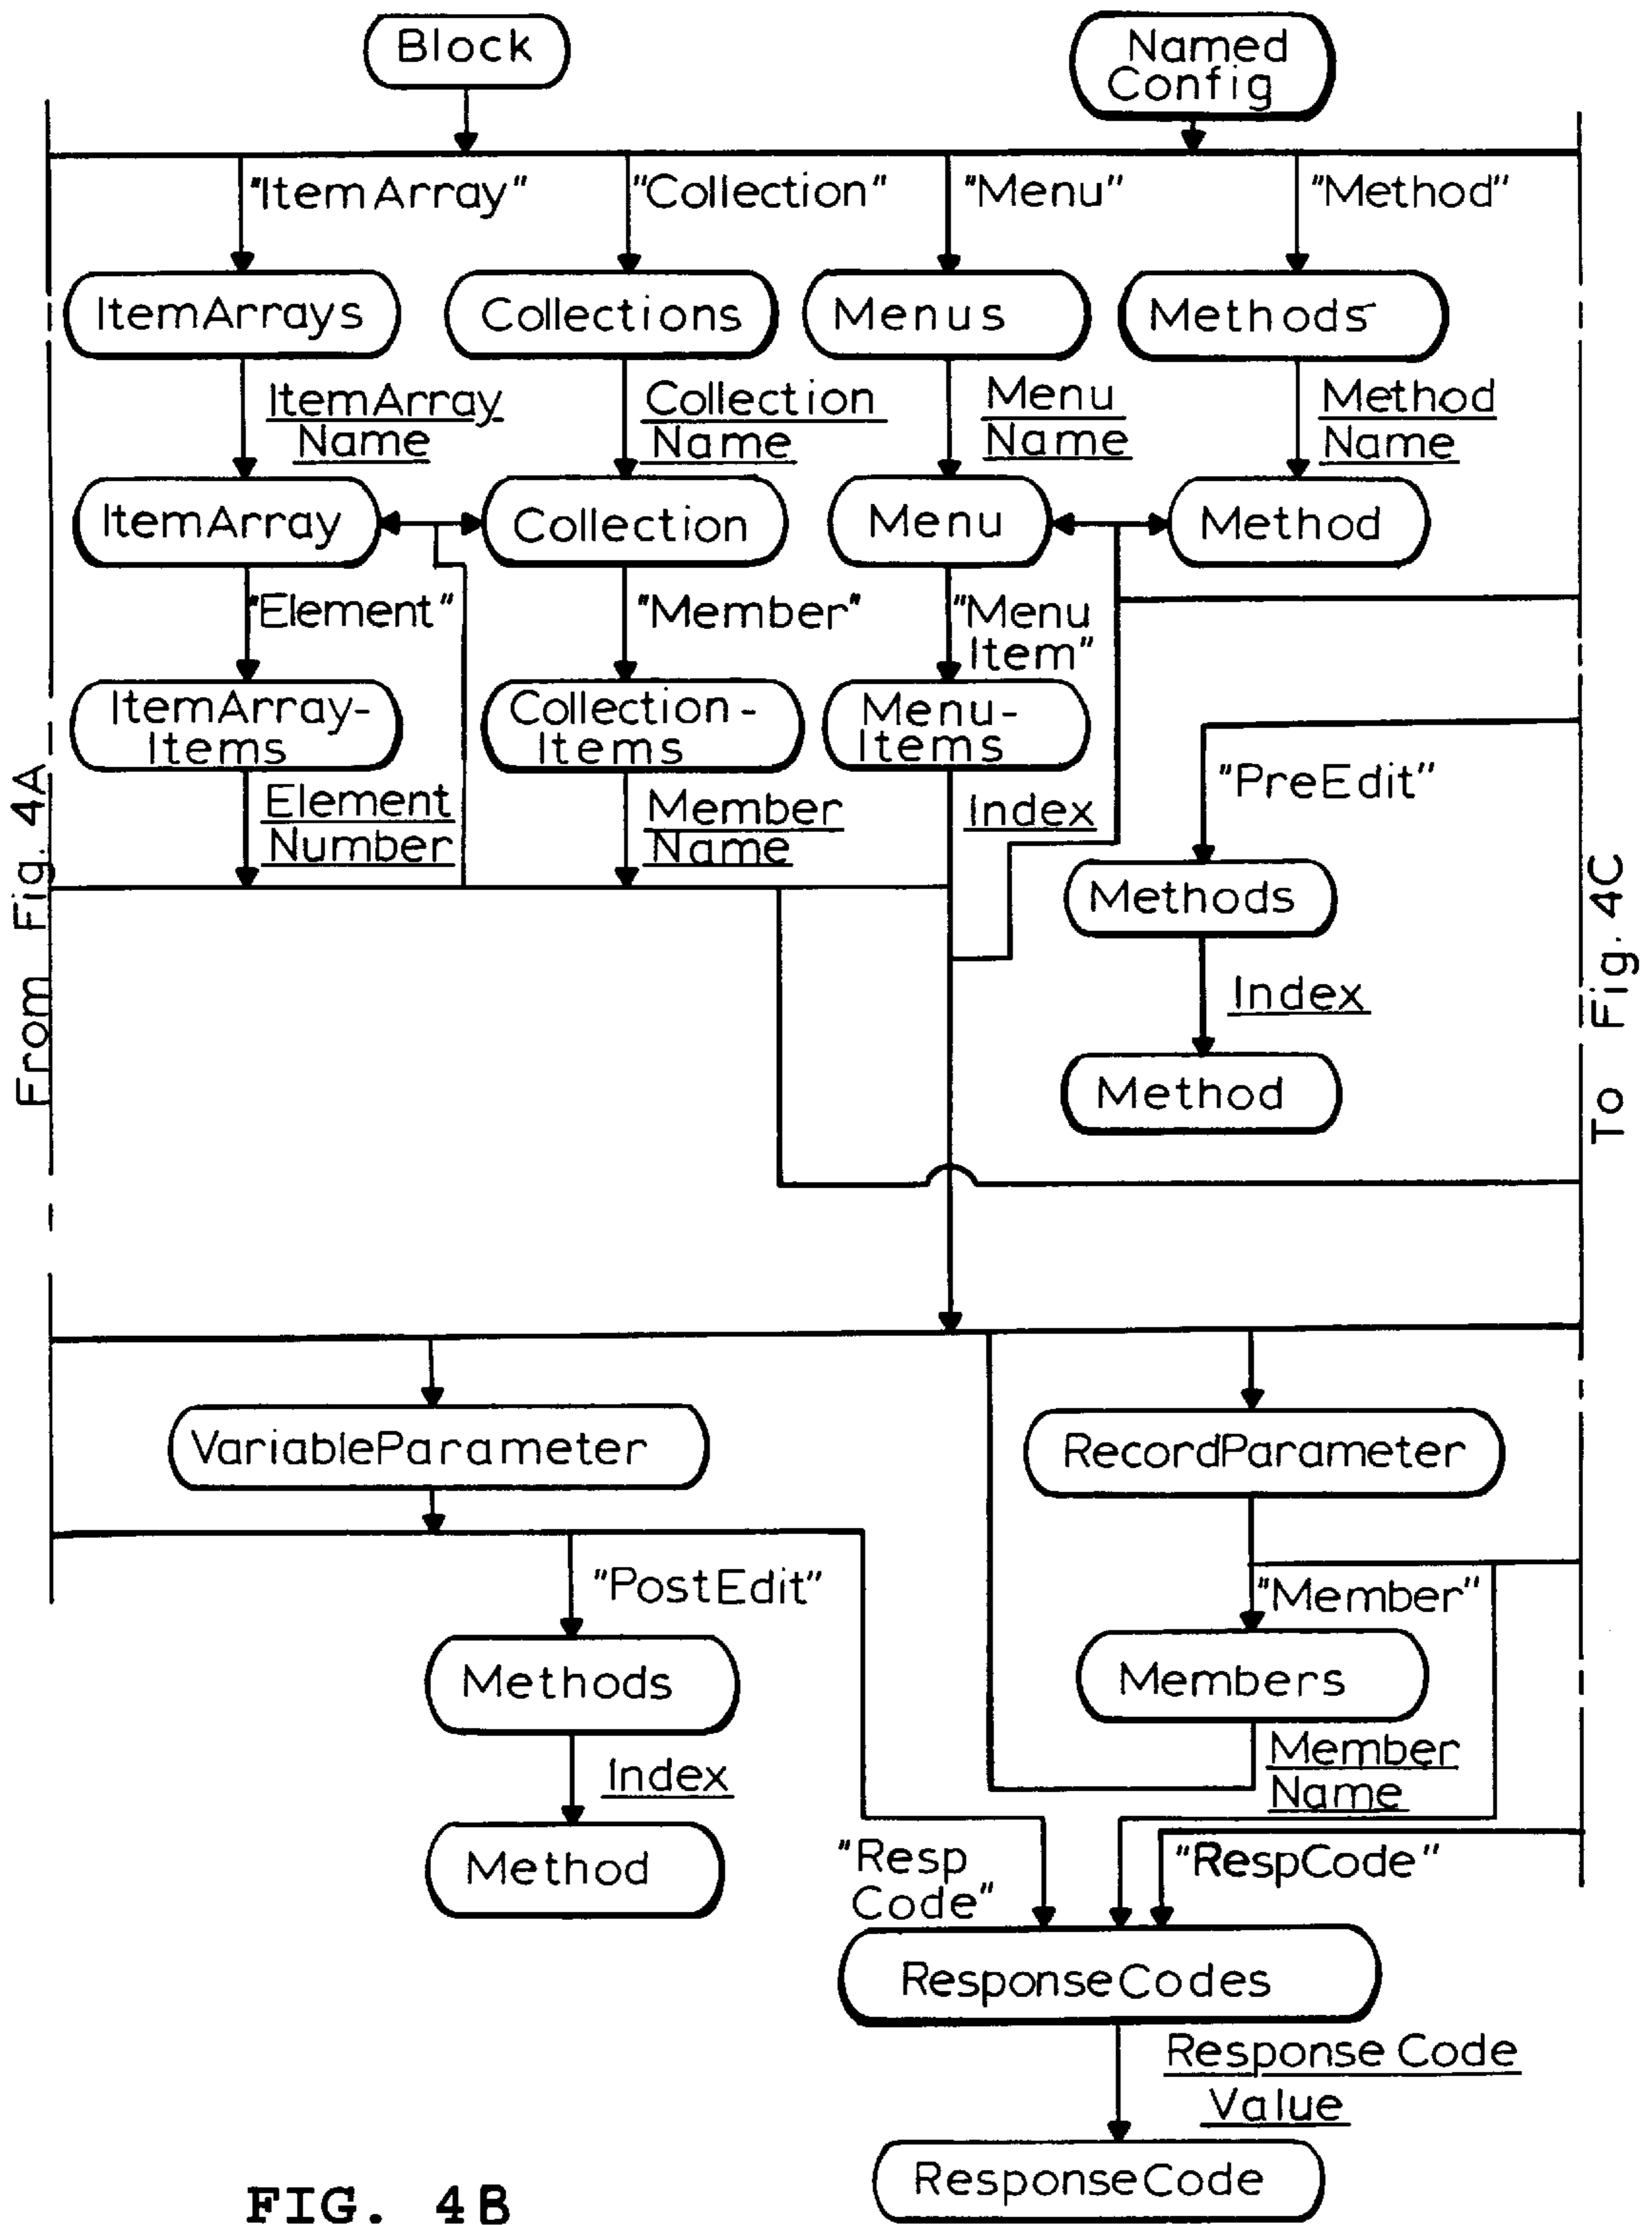 Block
Named
Config
"ItemArray"
"Collection"
"Menu"
"Method"
ItemArrays
Collections
Menus
Methods
ItemArray
Name
Collection
Name
Menu
Name
Method
Name
ItemArray
Collection
Menu
Method
"Element"
"Member"
"Menu
Item"
ItemArray-
Items
Collection-
Items
Menu-
Items
"PreEdit"
Element
Number
Member
Name
Index
Methods
Index
Method
From Fig. 4A
To Fig. 4C
VariableParameter
RecordParameter
"PostEdit"
"Member"
Methods
Members
Index
Member
Name
Method
"Resp
Code"
"RespCode"
ResponseCodes
Response Code
Value
ResponseCode
FIG. 4B